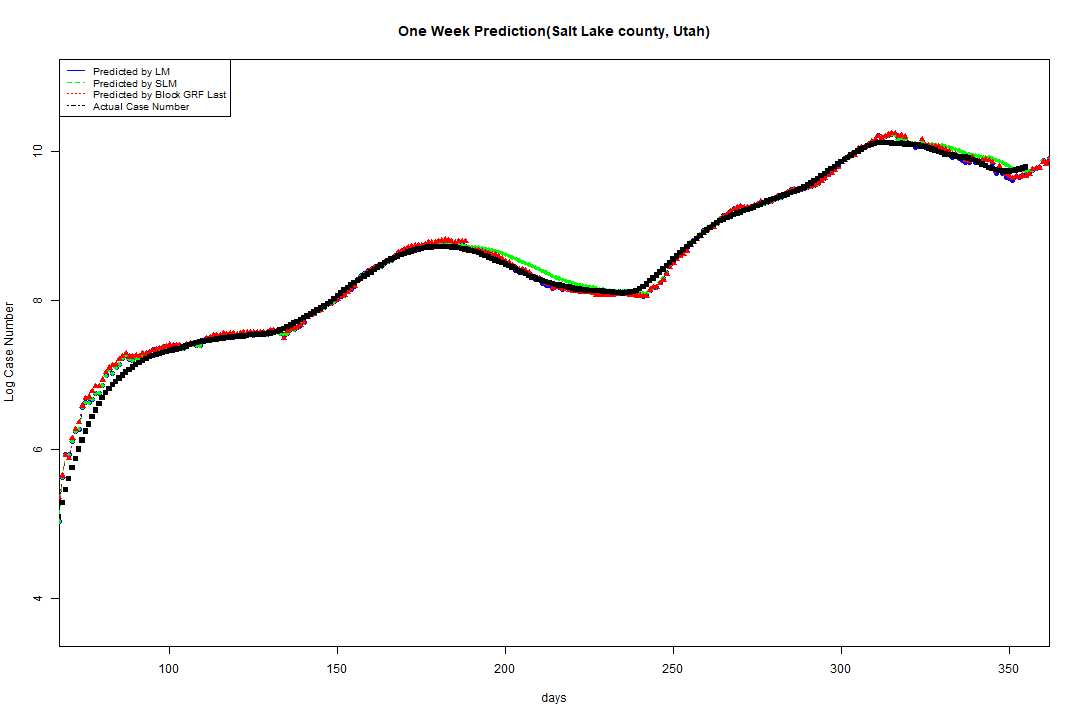 One Week Prediction(Salt Lake county, Utah)
Predicted by LM
Predicted by SLM
Predicted by Block GRF Last
Actual Case Number
10
8
6
4
Log Case Number
100 150 200 250 300 350
days